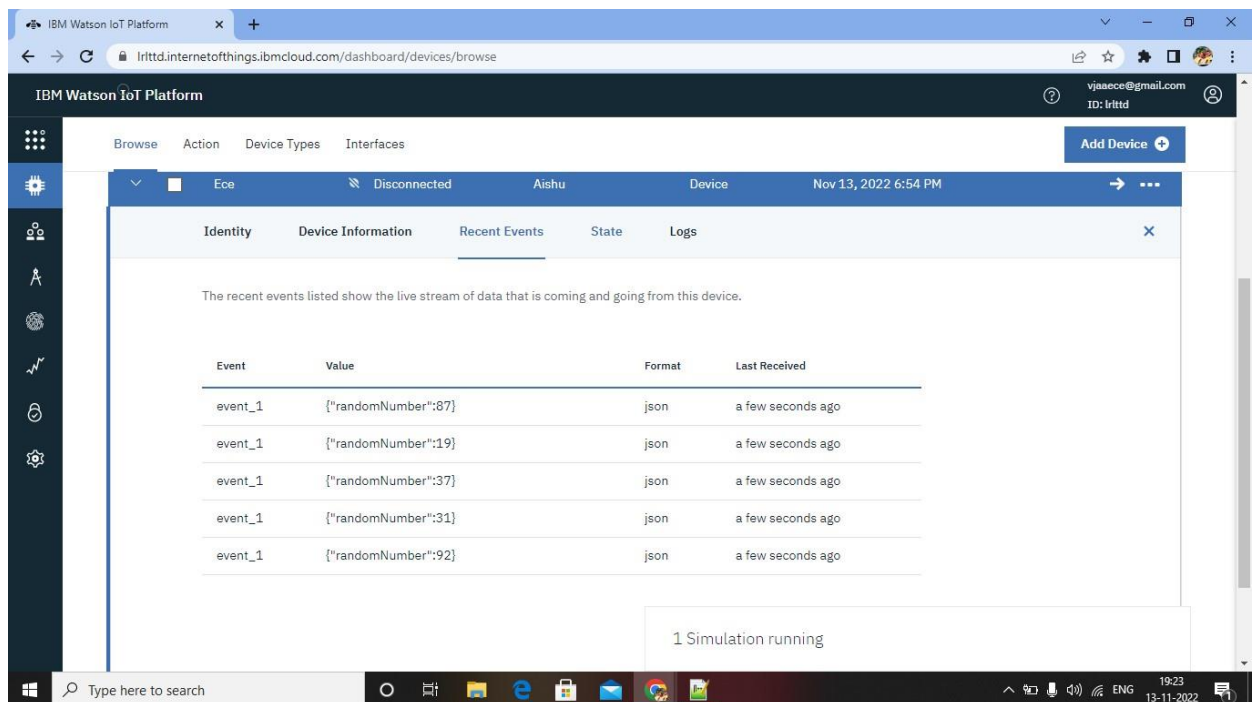 IBM Watson IoT Platform
lrlttd.internetofthings.ibmcloud.com/dashboard/devices/browse
IBM Watson IoT Platform
vjaaece@gmail.com
ID: lrlttd
Browse Action Device Types Interfaces Add Device
Ece Disconnected Aishu Device Nov 13, 2022 6:54 PM
Identity Device Information Recent Events State Logs
The recent events listed show the live stream of data that is coming and going from this device.
Event Value Format Last Received
event_1 {"randomNumber":87} json a few seconds ago
event_1 {"randomNumber":19} json a few seconds ago
event_1 {"randomNumber":37} json a few seconds ago
event_1 {"randomNumber":31} json a few seconds ago
event_1 {"randomNumber":92} json a few seconds ago
1 Simulation running
Type here to search
ENG
19:23
13-11-2022